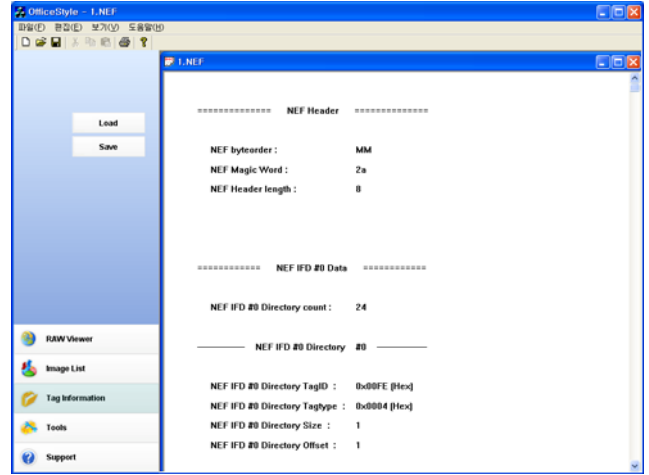 OfficeStyle - 1.NEF
파일(F) 편집(E) 보기(V) 도움말(H)
1.NEF
============== NEF Header ==============
Load
Save
NEF byteorder : MM
NEF Magic Word : 2a
NEF Header length : 8
============ NEF IFD #0 Data ============
NEF IFD #0 Directory count : 24
RAW Viewer
NEF IFD #0 Directory #0
Image List
NEF IFD #0 Directory TagID : 0x00FE [Hex]
Tag Information
NEF IFD #0 Directory Tagtype : 0x0004 [Hex]
Tools
NEF IFD #0 Directory Size : 1
NEF IFD #0 Directory Offset : 1
Support